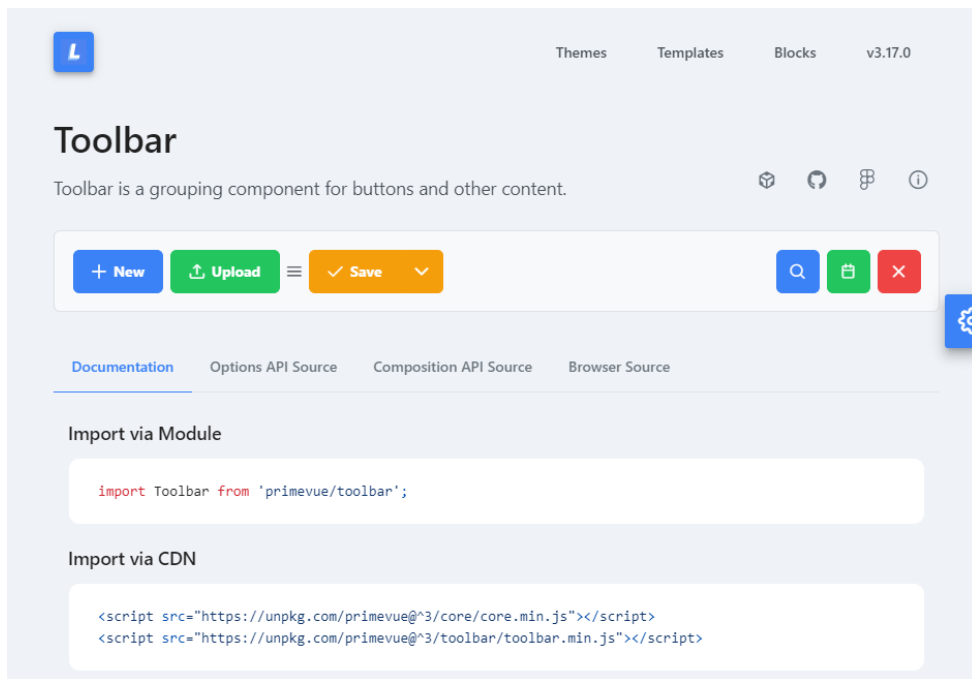 L
Themes Templates Blocks v3.17.0
Toolbar
Toolbar is a grouping component for buttons and other content.
New Upload Save
Documentation Options API Source Composition API Source Browser Source
Import via Module
import Toolbar from 'primevue/toolbar';
Import via CDN
<script src="https://unpkg.com/primevue@^3/core/core.min.js"></script>
<script src="https://unpkg.com/primevue@^3/toolbar/toolbar.min.js"></script>